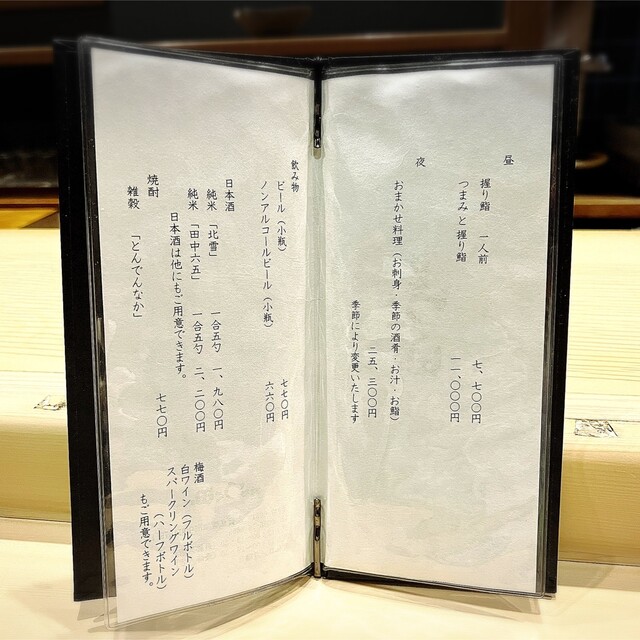 昼
握り鮨 一人前 七、七〇〇円
つまみと握り鮨 一一、〇〇〇円
夜
おまかせ料理(お刺身・季節の酒肴・お汁・お鮨)
二五、三〇〇円
季節により変更いたします
飲み物
ビール(小瓶) 七七〇円
ノンアルコールビール(小瓶) 六六〇円
日本酒
純米 「北雪」 一合五勺 一、九八〇円
純米 「田中六五」 一合五勺 二、二〇〇円
日本酒は他にもご用意できます。
焼酎
雑穀 「とんでんなか」 七七〇円
梅酒
白ワイン(フルボトル)
スパークリングワイン
(ハーフボトル)
もご用意できます。